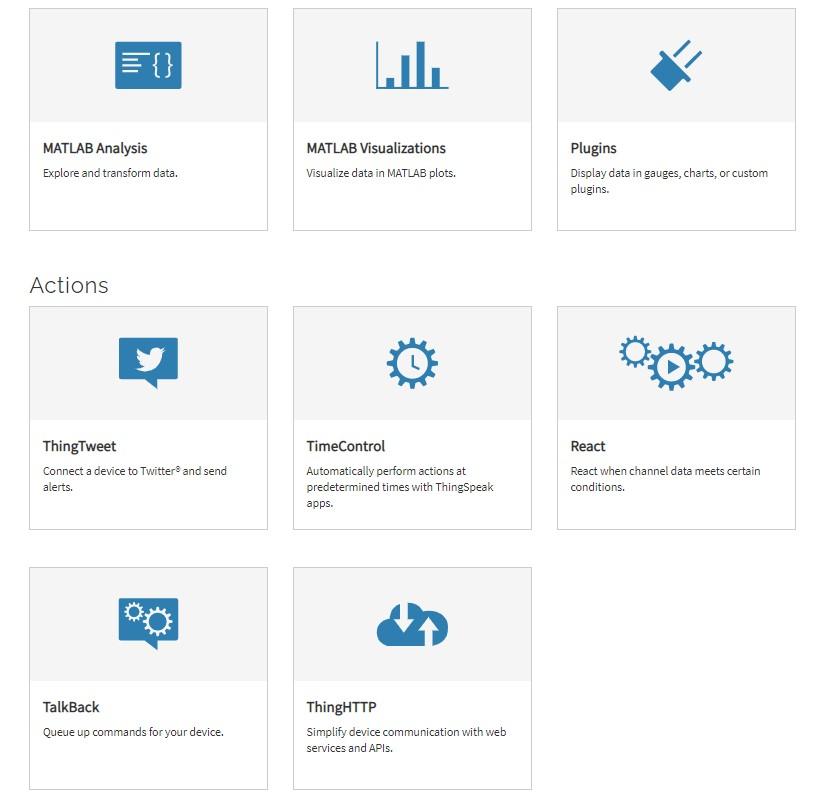 MATLAB Analysis
Explore and transform data.
MATLAB Visualizations
Visualize data in MATLAB plots.
Plugins
Display data in gauges, charts, or custom
plugins.
Actions
ThingTweet
Connect a device to Twitter® and send
alerts.
TimeControl
Automatically perform actions at
predetermined times with ThingSpeak
apps.
React
React when channel data meets certain
conditions.
TalkBack
Queue up commands for your device.
ThingHTTP
Simplify device communication with web
services and APIs.